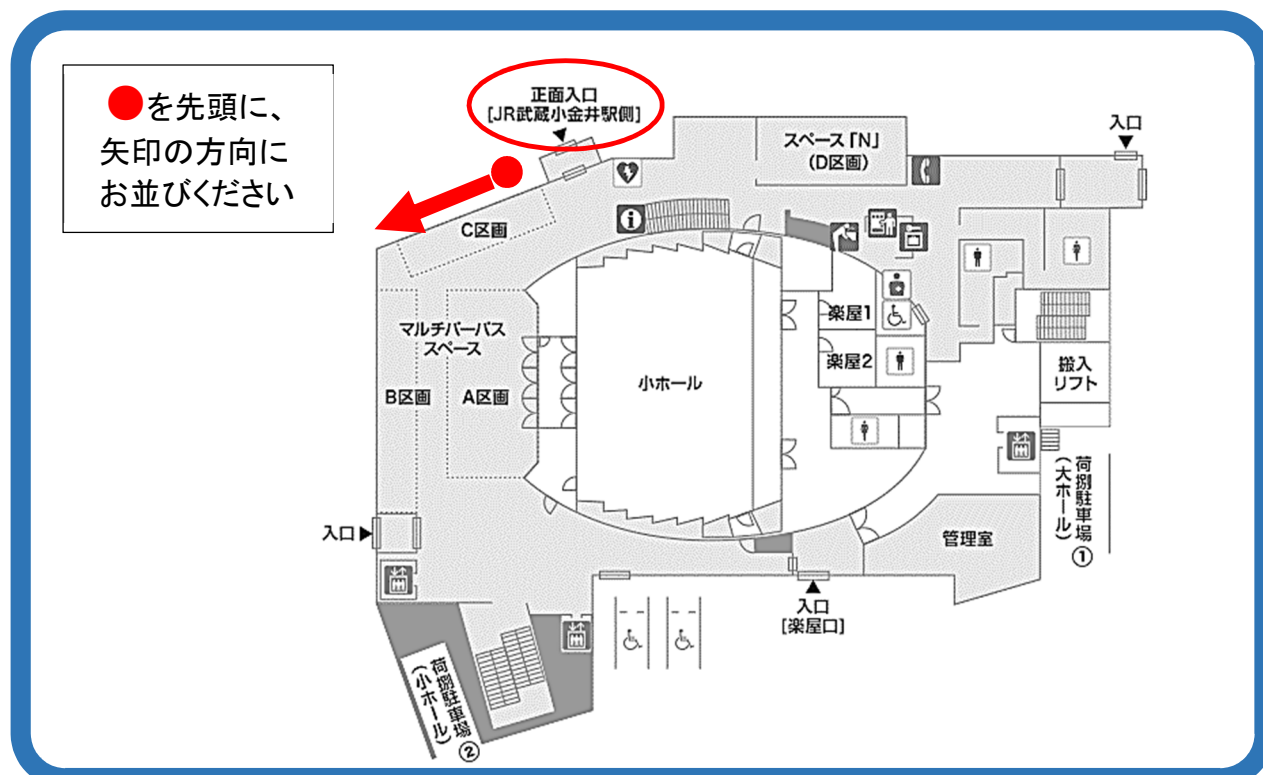 ●を先頭に、
矢印の方向に
お並びください
正面入口
[JR武蔵小金井駅側]
スペース「N」
(D区画)
入口
C区画
マルチパーパス
スペース
B区画
A区画
小ホール
楽屋1
楽屋2
搬入
リフト
荷捌駐車場
(大ホール)
①
入口
管理室
入口
[楽屋口]
荷捌駐車場
(小ホール)
②